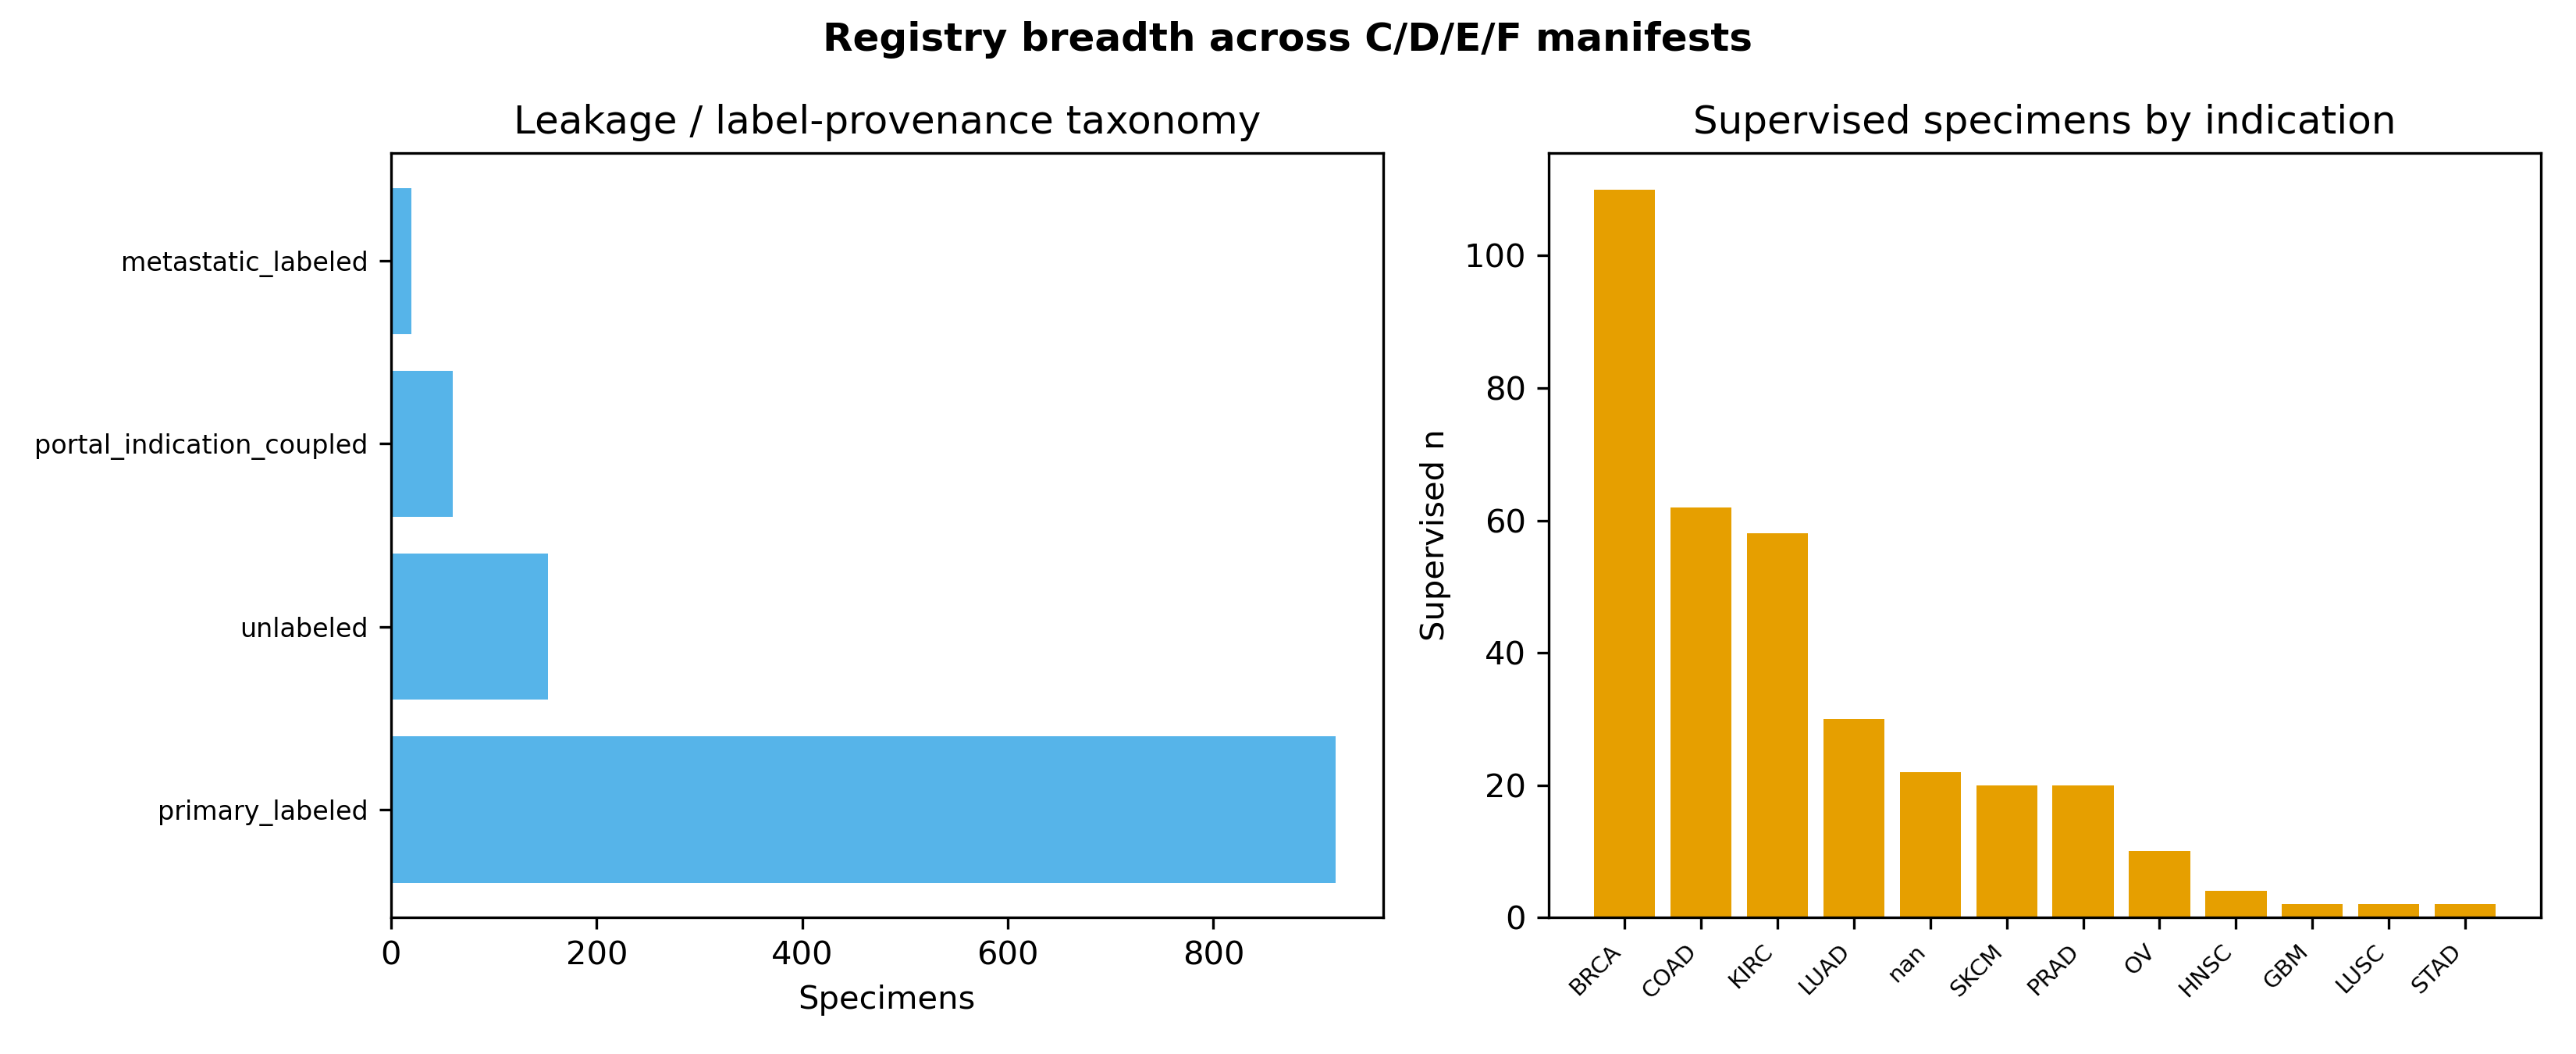 Registry breadth across C/D/E/F manifests
Leakage / label-provenance taxonomy
metastatic_labeled
portal_indication_coupled
unlabeled
primary_labeled
0 200 400 600 800
Specimens
Supervised specimens by indication
Supervised n
100
80
60
40
20
0
BRCA COAD KIRC LUAD nan SKCM PRAD OV HNSC GBM LUSC STAD